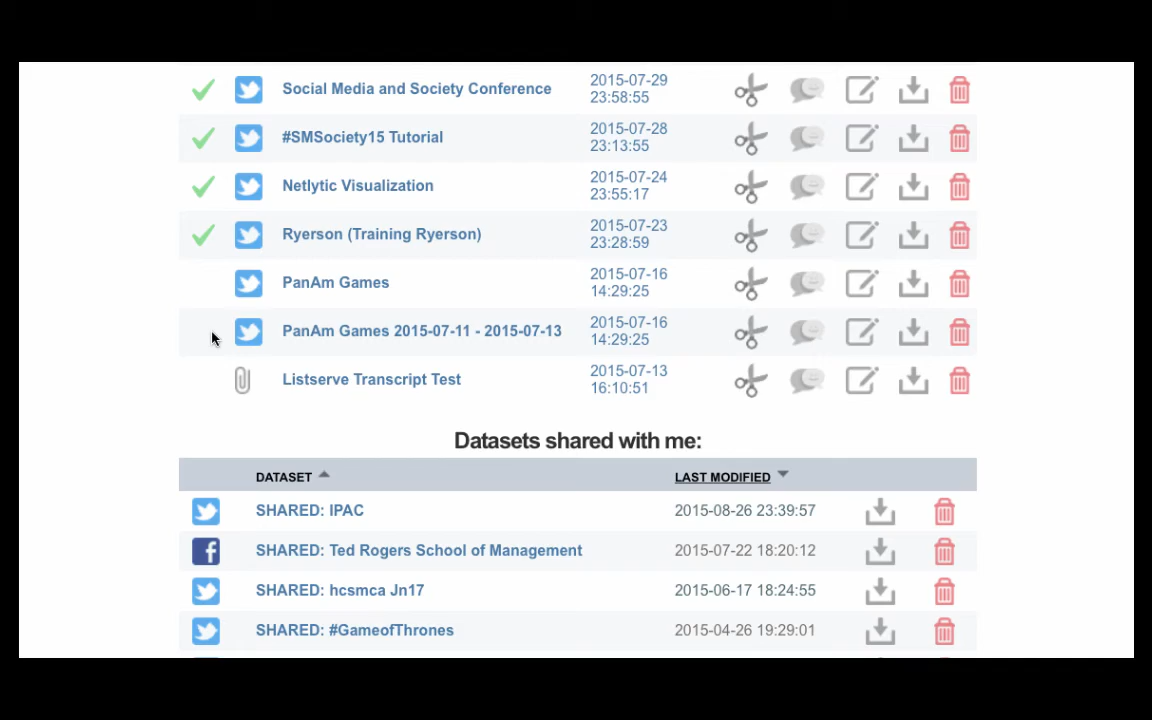 Social Media and Society Conference
2015-07-29
23:58:55
#SMSociety15 Tutorial
2015-07-28
23:13:55
Netlytic Visualization
2015-07-24
23:55:17
Ryerson (Training Ryerson)
2015-07-23
23:28:59
PanAm Games
2015-07-16
14:29:25
PanAm Games 2015-07-11 - 2015-07-13
2015-07-16
14:29:25
Listserve Transcript Test
2015-07-13
16:10:51
Datasets shared with me:
DATASET LAST MODIFIED
SHARED: IPAC 2015-08-26 23:39:57
SHARED: Ted Rogers School of Management 2015-07-22 18:20:12
SHARED: hcsmca Jn17 2015-06-17 18:24:55
SHARED: #GameofThrones 2015-04-26 19:29:01